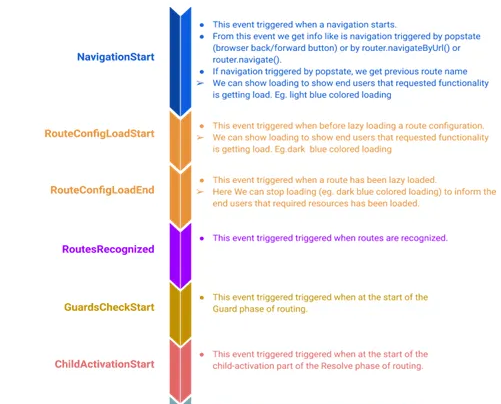 NavigationStart
● This event triggered when a navigation starts.
● From this event we get info like is navigation triggered by popstate
(browser back/forward button) or by router.navigateByUrl() or
router.navigate().
● If navigation triggered by popstate, we get previous route name
➢ We can show loading to show end users that requested functionality
is getting load. Eg. light blue colored loading
RouteConfigLoadStart
● This event triggered when before lazy loading a route configuration.
➢ We can show loading to show end users that requested functionality
is getting load. Eg.dark blue colored loading
RouteConfigLoadEnd
● This event triggered when a route has been lazy loaded.
➢ Here We can stop loading (eg. dark blue colored loading) to inform the
end users that required resources has been loaded.
RoutesRecognized
● This event triggered triggered when routes are recognized.
GuardsCheckStart
● This event triggered triggered when at the start of the
Guard phase of routing.
ChildActivationStart
● This event triggered triggered when at the start of the
child-activation part of the Resolve phase of routing.